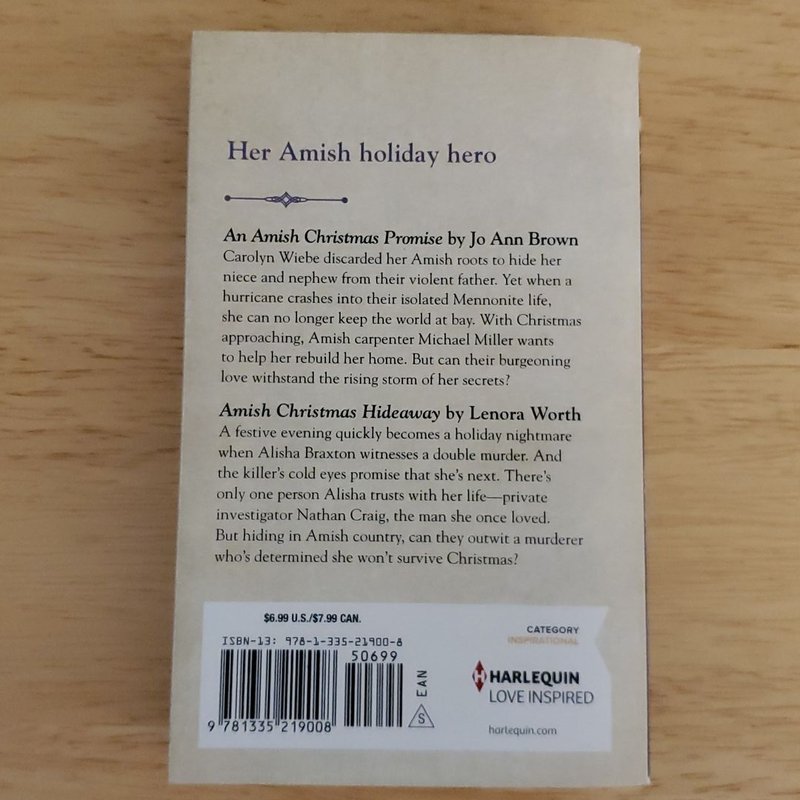 Her Amish holiday hero
An Amish Christmas Promise by Jo Ann Brown
Carolyn Wiebe discarded her Amish roots to hide her
niece and nephew from their violent father. Yet when a
hurricane crashes into their isolated Mennonite life,
she can no longer keep the world at bay. With Christmas
approaching, Amish carpenter Michael Miller wants
to help her rebuild her home. But can their burgeoning
love withstand the rising storm of her secrets?
Amish Christmas Hideaway by Lenora Worth
A festive evening quickly becomes a holiday nightmare
when Alisha Braxton witnesses a double murder. And
the killer's cold eyes promise that she's next. There's
only one person Alisha trusts with her life—private
investigator Nathan Craig, the man she once loved.
But hiding in Amish country, can they outwit a murderer
who's determined she won't survive Christmas?
$6.99 U.S./$7.99 CAN.
ISBN-13: 978-1-335-21900-8
50699
9 781335 219008
EAN
S
CATEGORY
INSPIRATIONAL
H HARLEQUIN
LOVE INSPIRED
harlequin.com